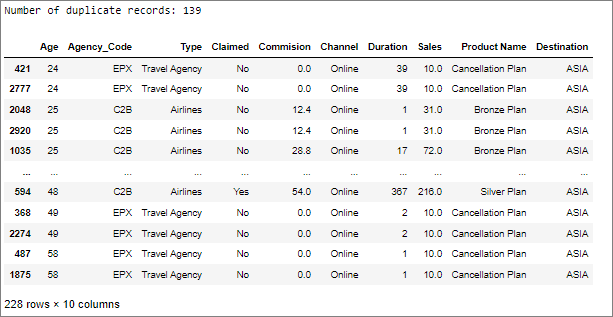 Number of duplicate records: 139
Age Agency_Code Type Claimed Commision Channel Duration Sales Product Name Destination
421 24 EPX Travel Agency No 0.0 Online 39 10.0 Cancellation Plan ASIA
2777 24 EPX Travel Agency No 0.0 Online 39 10.0 Cancellation Plan ASIA
2048 25 C2B Airlines No 12.4 Online 1 31.0 Bronze Plan ASIA
2920 25 C2B Airlines No 12.4 Online 1 31.0 Bronze Plan ASIA
1035 25 C2B Airlines No 28.8 Online 17 72.0 Bronze Plan ASIA
... ... ... ... ... ... ... ... ... ... ...
594 48 C2B Airlines Yes 54.0 Online 367 216.0 Silver Plan ASIA
368 49 EPX Travel Agency No 0.0 Online 2 10.0 Cancellation Plan ASIA
2274 49 EPX Travel Agency No 0.0 Online 2 10.0 Cancellation Plan ASIA
487 58 EPX Travel Agency No 0.0 Online 1 10.0 Cancellation Plan ASIA
1875 58 EPX Travel Agency No 0.0 Online 1 10.0 Cancellation Plan ASIA
228 rows × 10 columns